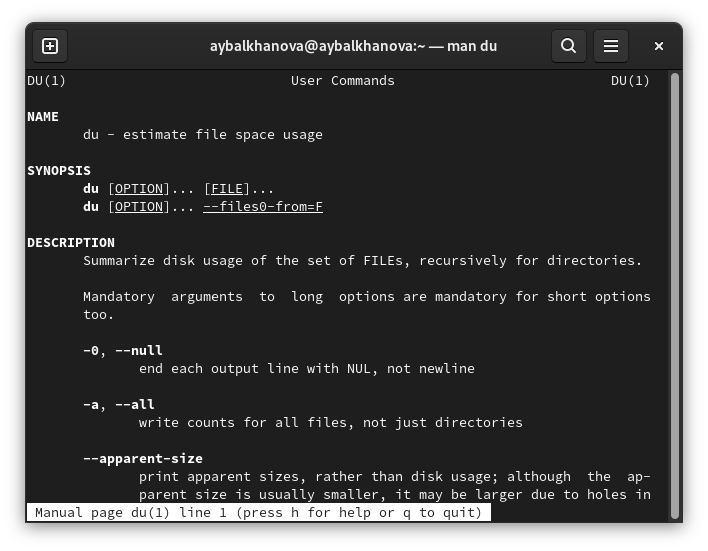 aybalkhanova@aybalkhanova:~ — man du
DU(1) User Commands DU(1)
NAME
du - estimate file space usage
SYNOPSIS
du [OPTION]... [FILE]...
du [OPTION]... --files0-from=F
DESCRIPTION
Summarize disk usage of the set of FILEs, recursively for directories.
Mandatory  arguments  to  long  options are mandatory for short options
too.
-0, --null
end each output line with NUL, not newline
-a, --all
write counts for all files, not just directories
--apparent-size
print apparent sizes, rather than disk usage; although  the  ap-
parent size is usually smaller, it may be larger due to holes in
Manual page du(1) line 1 (press h for help or q to quit)